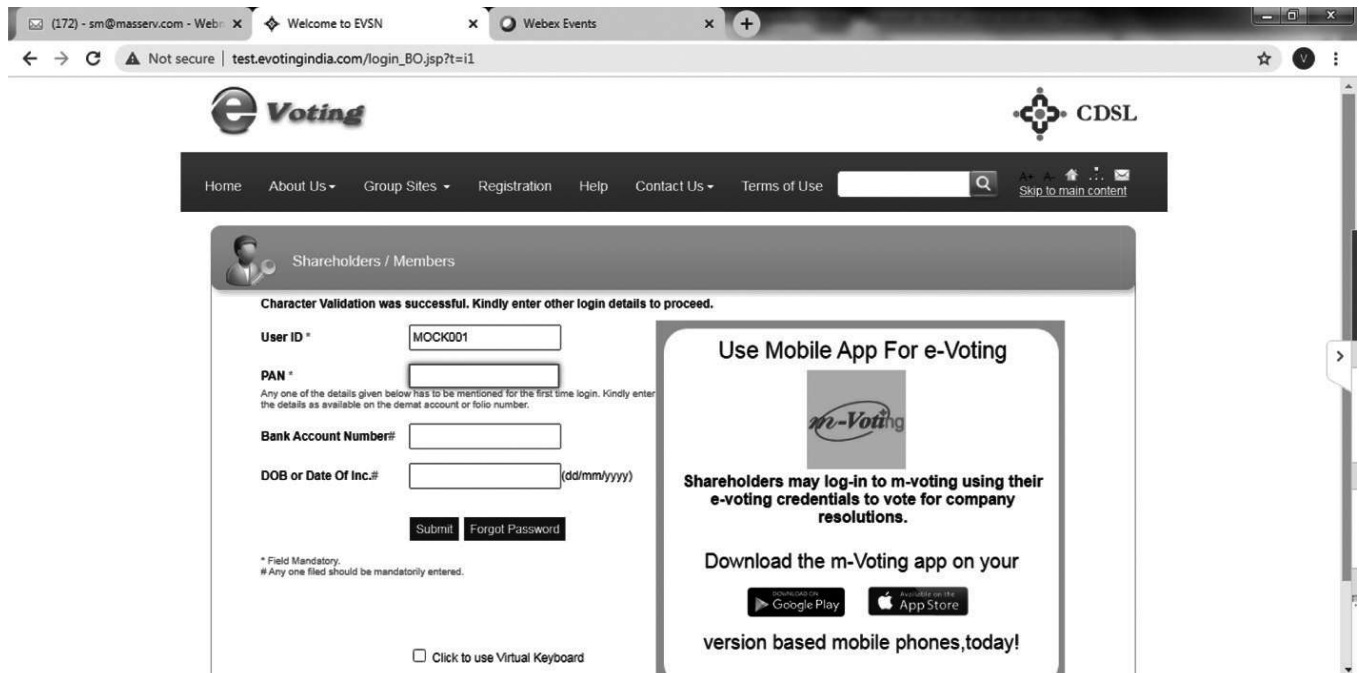 (172) - sm@masserv.com - Webm
Welcome to EVSN
Webex Events
Not secure | test.evotingindia.com/login_BO.jsp?t=i1
e Voting
CDSL
Home About Us Group Sites Registration Help Contact Us Terms of Use
A+ A-
Skip to main content
Shareholders / Members
Character Validation was successful. Kindly enter other login details to proceed.
User ID * MOCK001
PAN *
Any one of the details given below has to be mentioned for the first time login. Kindly enter
the details as available on the demat account or folio number.
Bank Account Number#
DOB or Date Of Inc.# (dd/mm/yyyy)
Submit Forgot Password
* Field Mandatory.
# Any one filed should be mandatorily entered.
Click to use Virtual Keyboard
Use Mobile App For e-Voting
m-Voting
Shareholders may log-in to m-voting using their
e-voting credentials to vote for company
resolutions.
Download the m-Voting app on your
DOWNLOAD ON
Google Play
Available on the
App Store
version based mobile phones,today!